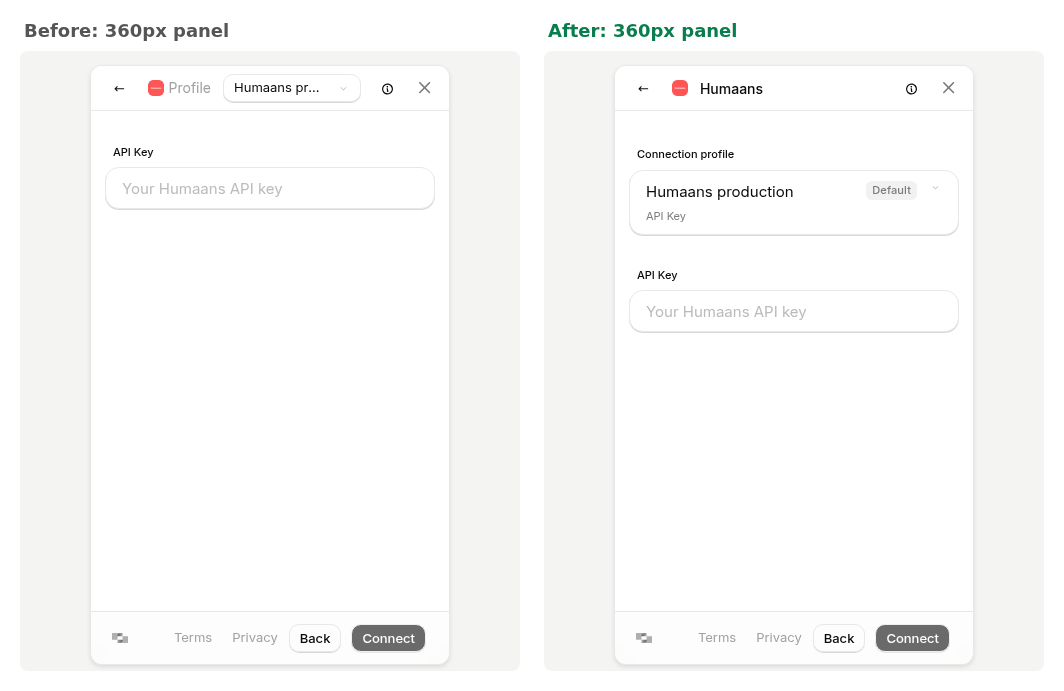 Before: 360px panel
← Profile Humaans pr...
API Key
Your Humaans API key
Terms Privacy Back Connect
After: 360px panel
← Humaans
Connection profile
Humaans production Default
API Key
API Key
Your Humaans API key
Terms Privacy Back Connect